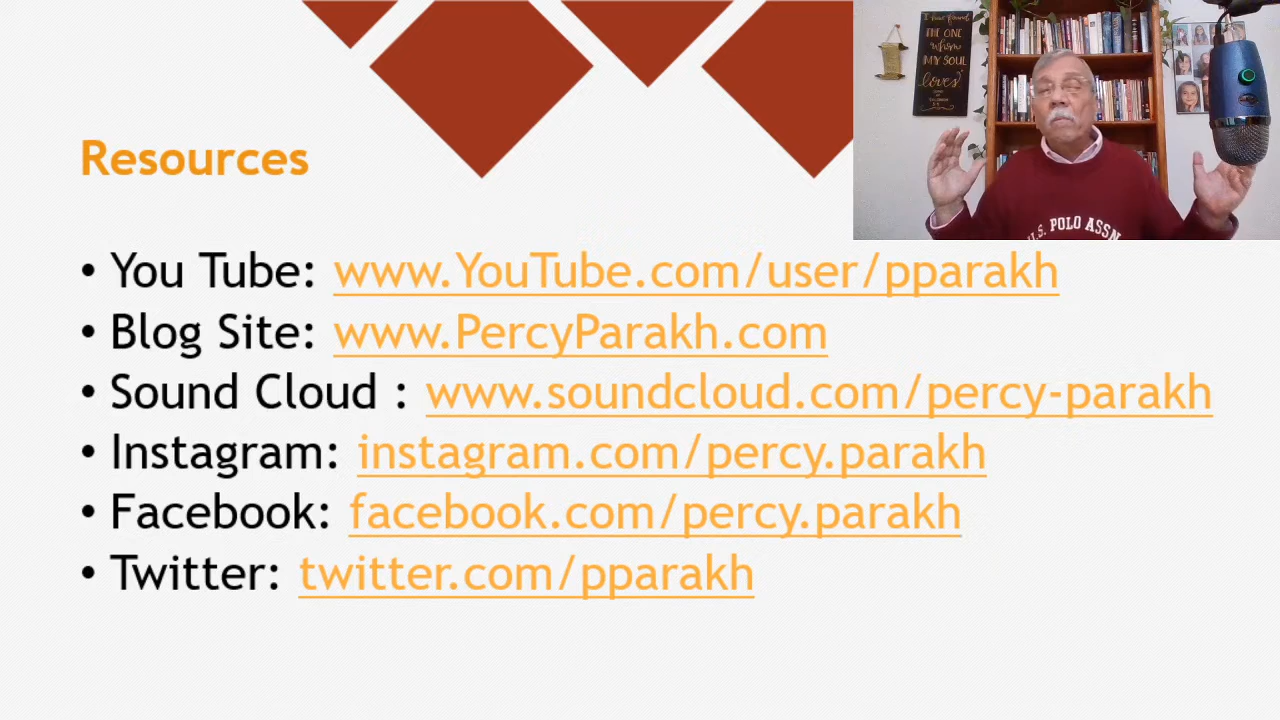 I have found
THE ONE
whom
MY SOUL
loves
U.S. POLO ASSN
Resources
• You Tube: www.YouTube.com/user/pparakh
• Blog Site: www.PercyParakh.com
• Sound Cloud : www.soundcloud.com/percy-parakh
• Instagram: instagram.com/percy.parakh
• Facebook: facebook.com/percy.parakh
• Twitter: twitter.com/pparakh